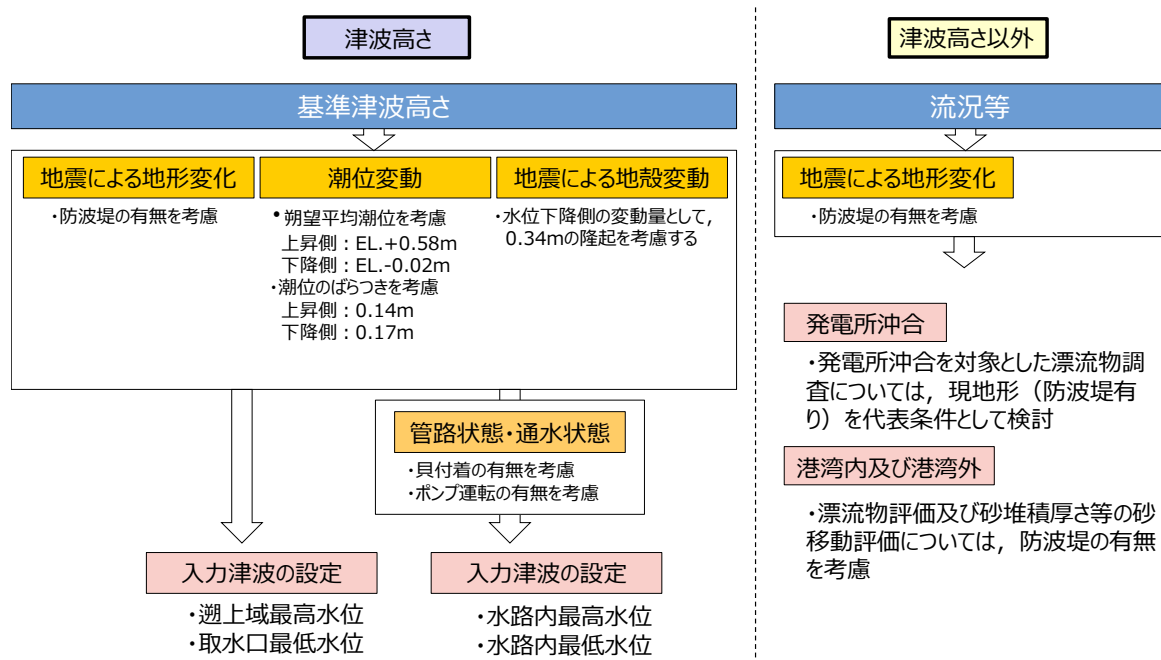 津波高さ
基準津波高さ
地震による地形変化
・防波堤の有無を考慮
潮位変動
•朔望平均潮位を考慮
上昇側：EL.+0.58m
下降側：EL.-0.02m
・潮位のばらつきを考慮
上昇側：0.14m
下降側：0.17m
地震による地殻変動
・水位下降側の変動量として，
0.34mの隆起を考慮する
管路状態・通水状態
・貝付着の有無を考慮
・ポンプ運転の有無を考慮
入力津波の設定
・遡上域最高水位
・取水口最低水位
入力津波の設定
・水路内最高水位
・水路内最低水位
津波高さ以外
流況等
地震による地形変化
・防波堤の有無を考慮
発電所沖合
・発電所沖合を対象とした漂流物調
査については，現地形（防波堤有
り）を代表条件として検討
港湾内及び港湾外
・漂流物評価及び砂堆積厚さ等の砂
移動評価については，防波堤の有無
を考慮